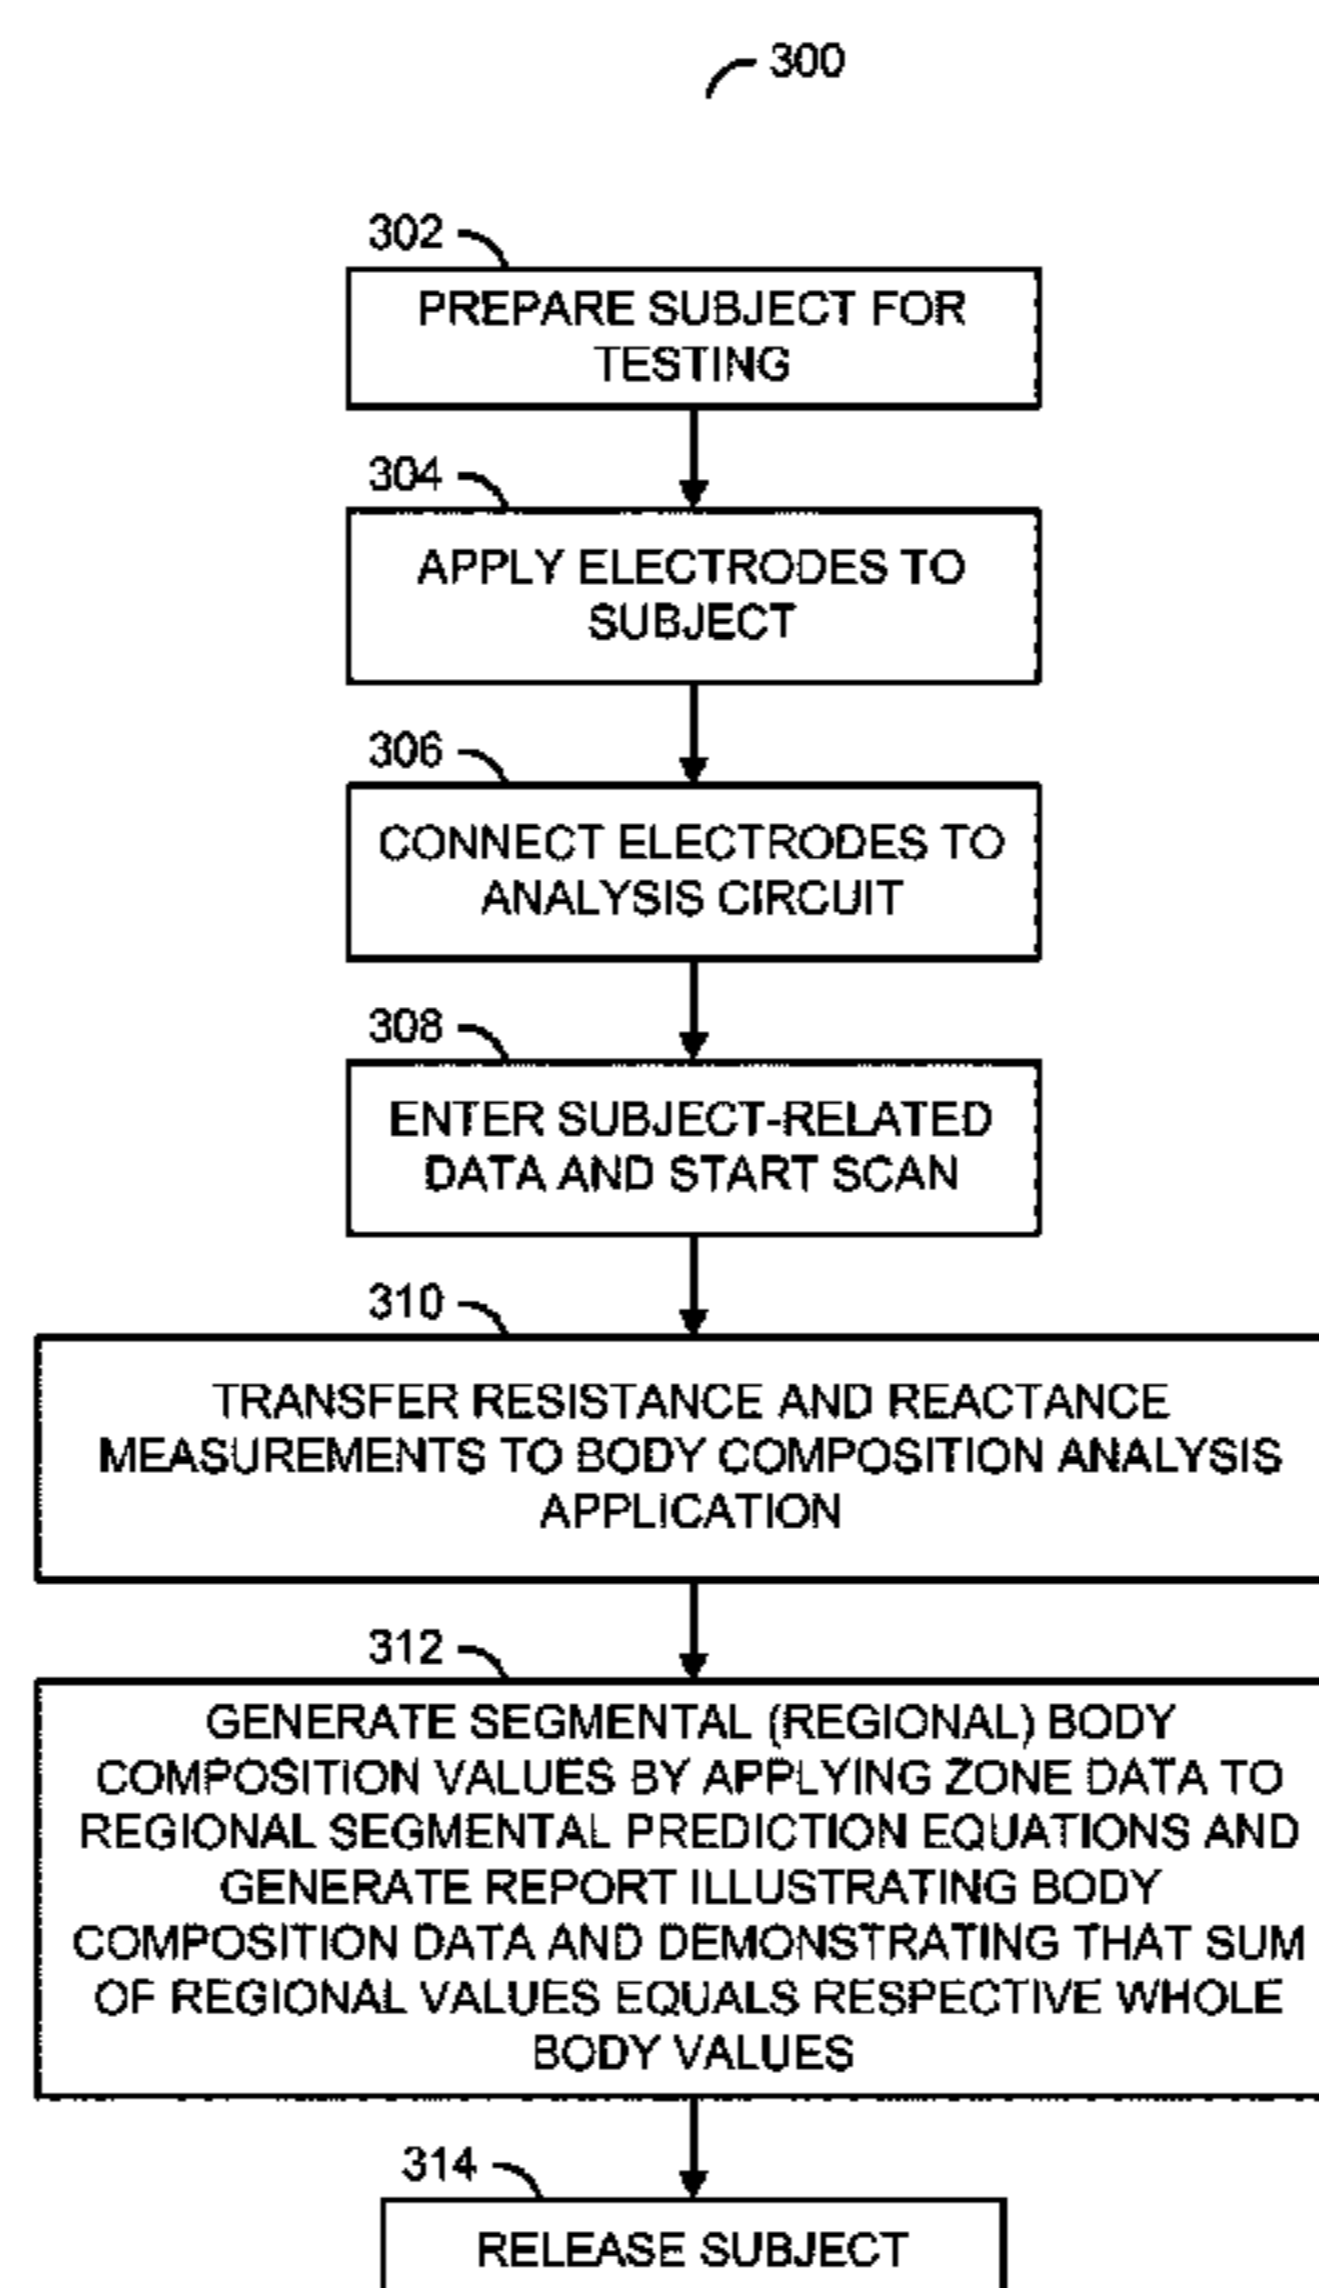 300
302
PREPARE SUBJECT FOR
TESTING
304
APPLY ELECTRODES TO
SUBJECT
306
CONNECT ELECTRODES TO
ANALYSIS CIRCUIT
308
ENTER SUBJECT-RELATED
DATA AND START SCAN
310
TRANSFER RESISTANCE AND REACTANCE
MEASUREMENTS TO BODY COMPOSITION ANALYSIS
APPLICATION
312
GENERATE SEGMENTAL (REGIONAL) BODY
COMPOSITION VALUES BY APPLYING ZONE DATA TO
REGIONAL SEGMENTAL PREDICTION EQUATIONS AND
GENERATE REPORT ILLUSTRATING BODY
COMPOSITION DATA AND DEMONSTRATING THAT SUM
OF REGIONAL VALUES EQUALS RESPECTIVE WHOLE
BODY VALUES
314
RELEASE SUBJECT